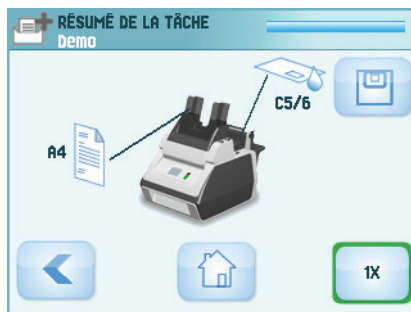 RÉSUMÉ DE LA TÂCHE
Demo
C5/6
A4
1X